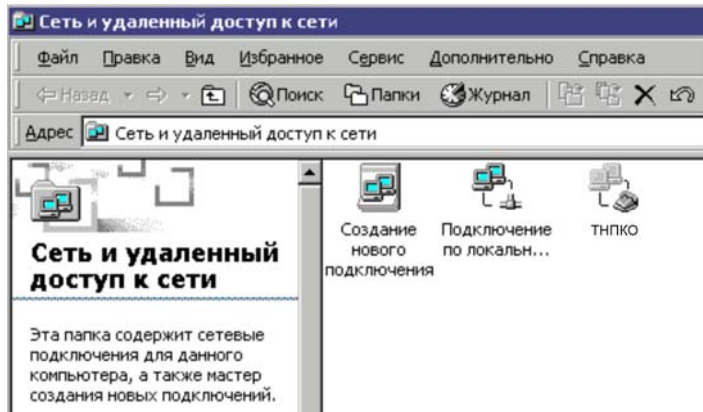 Сеть и удаленный доступ к сети
Файл Правка Вид Избранное Сервис Дополнительно Справка
Назад Поиск Папки Журнал
Адрес Сеть и удаленный доступ к сети
Сеть и удаленный
доступ к сети
Эта папка содержит сетевые
подключения для данного
компьютера, а также мастер
создания новых подключений.
Создание
нового
подключения
Подключение
по локальн...
ТНПКО